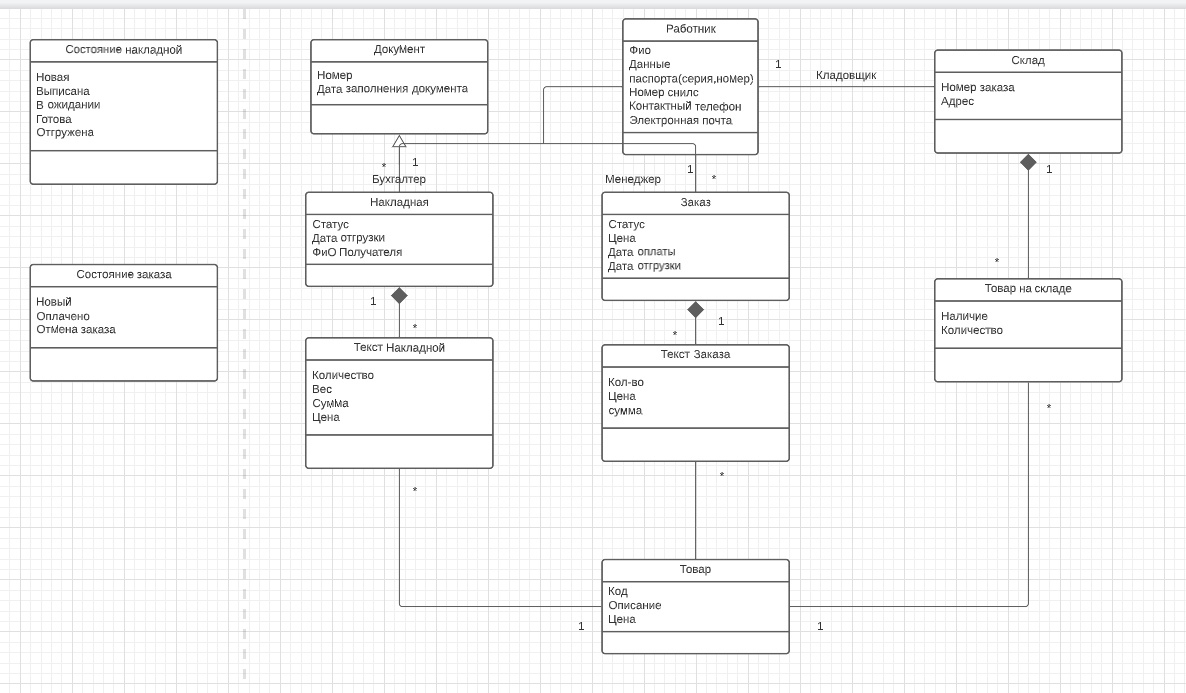 Состояние накладной
Новая
Выписана
В ожидании
Готова
Отгружена
Состояние заказа
Новый
Оплачено
Отмена заказа
Документ
Номер
Дата заполнения документа
*
1
Бухгалтер
Накладная
Статус
Дата отгрузки
ФиО Получателя
1
*
Текст Накладной
Количество
Вес
Сумма
Цена
*
Работник
Фио
Данные
паспорта(серия,номер)
Номер снилс
Контактный телефон
Электронная почта
1
Кладовщик
1
*
Менеджер
Заказ
Статус
Цена
Дата оплаты
Дата отгрузки
1
*
Текст Заказа
Кол-во
Цена
сумма
*
Товар
Код
Описание
Цена
1
1
Склад
Номер заказа
Адрес
1
*
Товар на складе
Наличие
Количество
*